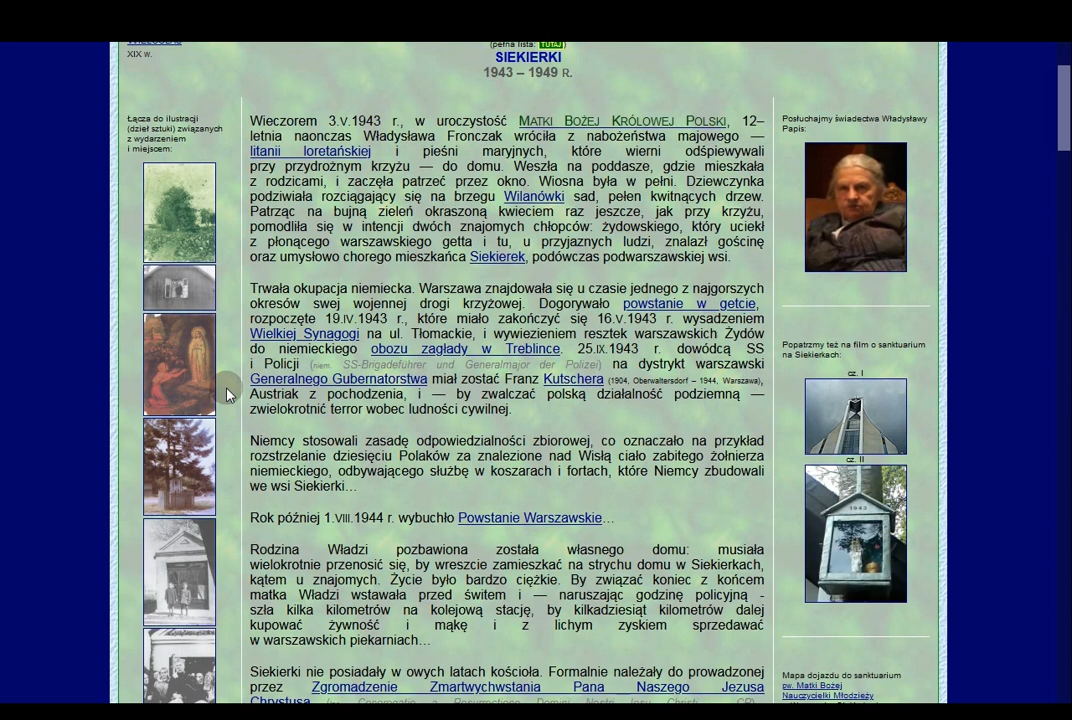 XIX w.
(pełna lista: TUTAJ)
SIEKIERKI
1943 – 1949 R.
Łącza do ilustracji
(dzieł sztuki) związanych
z wydarzeniem
i miejscem:
Wieczorem 3.V.1943 r., w uroczystość MATKI BOŻEJ KRÓLOWEJ POLSKI, 12–
letnia naonczas Władysława Fronczak wróciła z nabożeństwa majowego —
litanii loretańskiej i pieśni maryjnych, które wierni odśpiewywali
przy przydrożnym krzyżu — do domu. Weszła na poddasze, gdzie mieszkała
z rodzicami, i zaczęła patrzeć przez okno. Wiosna była w pełni. Dziewczynka
podziwiała rozciągający się na brzegu Wilanówki sad, pełen kwitnących drzew.
Patrząc na bujną zieleń okraszoną kwieciem raz jeszcze, jak przy krzyżu,
pomodliła się w intencji dwóch znajomych chłopców: żydowskiego, który uciekł
z płonącego warszawskiego getta i tu, u przyjaznych ludzi, znalazł gościnę
oraz umysłowo chorego mieszkańca Siekierek, podówczas podwarszawskiej wsi.
Trwała okupacja niemiecka. Warszawa znajdowała się u czasie jednego z najgorszych
okresów swej wojennej drogi krzyżowej. Dogorywało powstanie w getcie,
rozpoczęte 19.IV.1943 r., które miało zakończyć się 16.V.1943 r. wysadzeniem
Wielkiej Synagogi na ul. Tłomackie, i wywiezieniem resztek warszawskich Żydów
do niemieckiego obozu zagłady w Treblince. 25.IX.1943 r. dowódcą SS
i Policji (niem. SS-Brigadeführer und Generalmajor der Polizei) na dystrykt warszawski
Generalnego Gubernatorstwa miał zostać Franz Kutschera (1904, Oberwaltersdorf – 1944, Warszawa),
Austriak z pochodzenia, i — by zwalczać polską działalność podziemną —
zwielokrotnić terror wobec ludności cywilnej.
Niemcy stosowali zasadę odpowiedzialności zbiorowej, co oznaczało na przykład
rozstrzelanie dziesięciu Polaków za znalezione nad Wisłą ciało zabitego żołnierza
niemieckiego, odbywającego służbę w koszarach i fortach, które Niemcy zbudowali
we wsi Siekierki…
Rok później 1.VIII.1944 r. wybuchło Powstanie Warszawskie…
Rodzina Władzi pozbawiona została własnego domu: musiała
wielokrotnie przenosić się, by wreszcie zamieszkać na strychu domu w Siekierkach,
kątem u znajomych. Życie było bardzo ciężkie. By związać koniec z końcem
matka Władzi wstawała przed świtem i — naruszając godzinę policyjną -
szła kilka kilometrów na kolejową stację, by kilkadziesiąt kilometrów dalej
kupować żywność i mąkę i z lichym zyskiem sprzedawać
w warszawskich piekarniach…
Siekierki nie posiadały w owych latach kościoła. Formalnie należały do prowadzonej
przez Zgromadzenie Zmartwychwstania Pana Naszego Jezusa
Posłuchajmy świadectwa Władysławy
Papis:
Popatrzmy też na film o sanktuarium
na Siekierkach:
cz. I
cz. II
1943
Mapa dojazdu do sanktuarium
pw. Matki Bożej
Nauczycielki Młodzieży